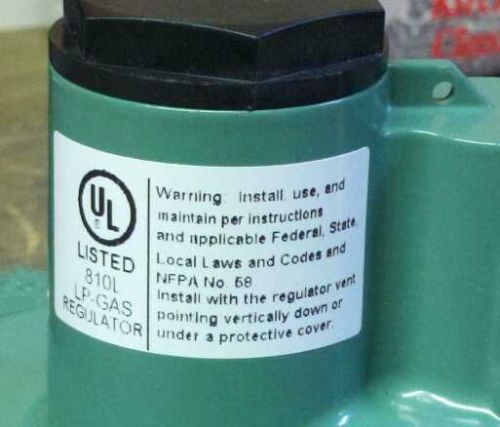 UL
®
LISTED
810L
LP-GAS
REGULATOR
Warning: Install, use, and
maintain per instructions
and applicable Federal, State,
Local Laws and Codes and
NFPA No. 58
Install with the regulator vent
pointing vertically down or
under a protective cover.